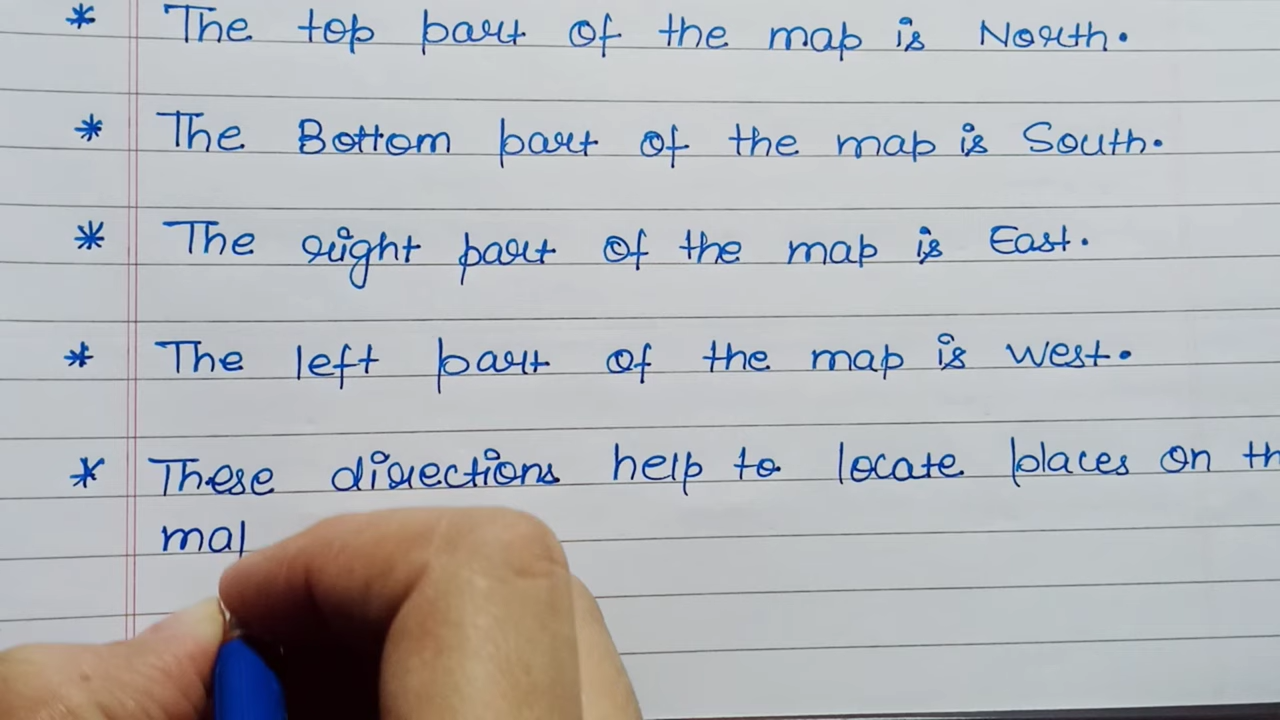 * The top part of the map is North.
* The Bottom part of the map is South.
* The right part of the map is East.
* The left part of the map is west.
* These directions help to locate places on th
ma